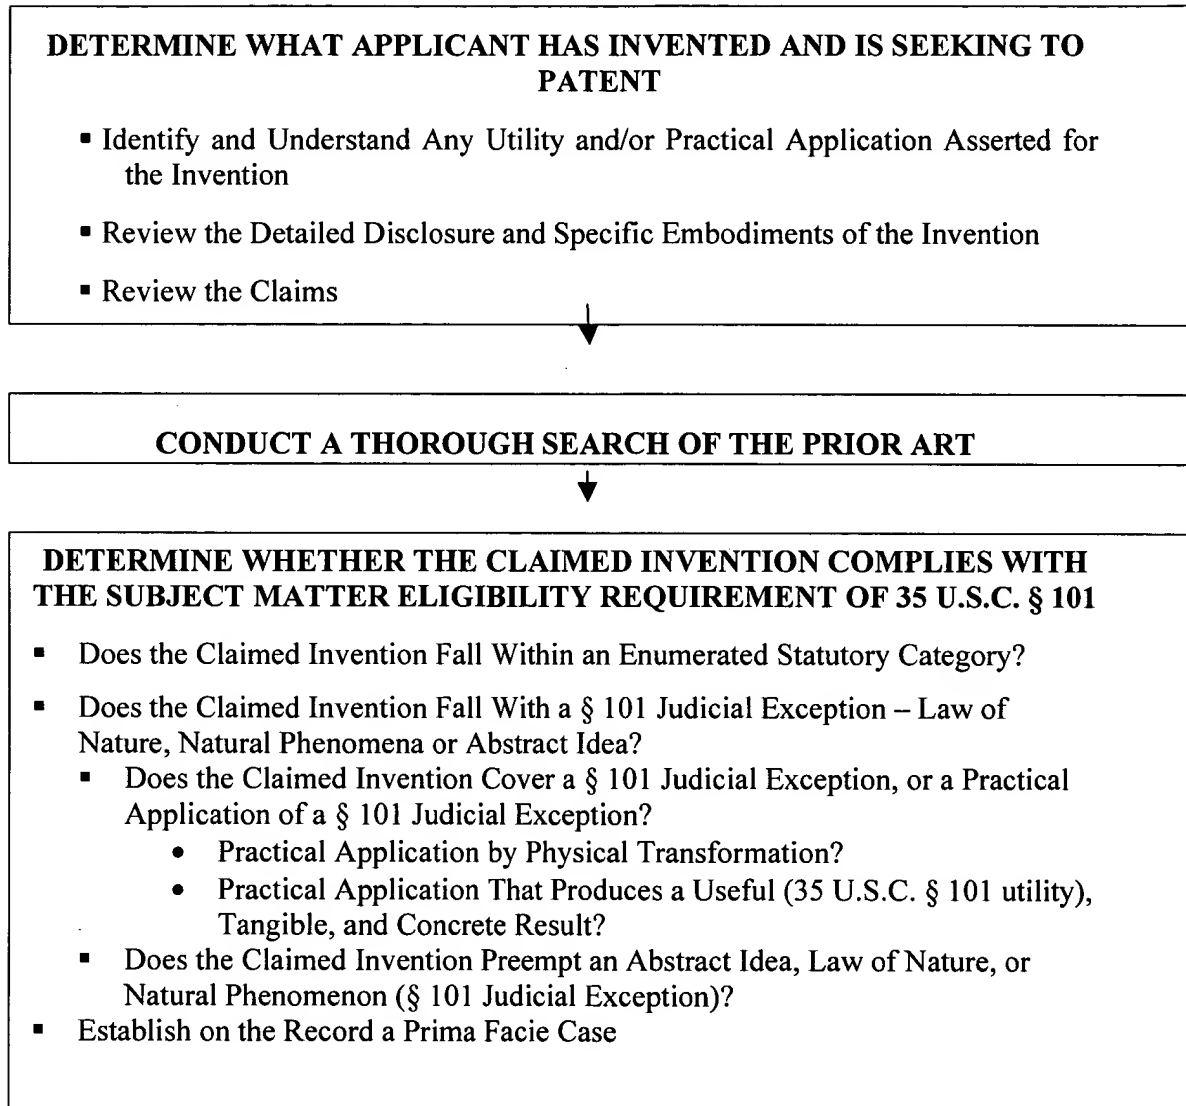 DETERMINE WHAT APPLICANT HAS INVENTED AND IS SEEKING TO
PATENT
▪ Identify and Understand Any Utility and/or Practical Application Asserted for
the Invention
▪ Review the Detailed Disclosure and Specific Embodiments of the Invention
▪ Review the Claims
CONDUCT A THOROUGH SEARCH OF THE PRIOR ART
DETERMINE WHETHER THE CLAIMED INVENTION COMPLIES WITH
THE SUBJECT MATTER ELIGIBILITY REQUIREMENT OF 35 U.S.C. § 101
▪ Does the Claimed Invention Fall Within an Enumerated Statutory Category?
▪ Does the Claimed Invention Fall With a § 101 Judicial Exception – Law of
Nature, Natural Phenomena or Abstract Idea?
▪ Does the Claimed Invention Cover a § 101 Judicial Exception, or a Practical
Application of a § 101 Judicial Exception?
• Practical Application by Physical Transformation?
• Practical Application That Produces a Useful (35 U.S.C. § 101 utility),
Tangible, and Concrete Result?
▪ Does the Claimed Invention Preempt an Abstract Idea, Law of Nature, or
Natural Phenomenon (§ 101 Judicial Exception)?
▪ Establish on the Record a Prima Facie Case